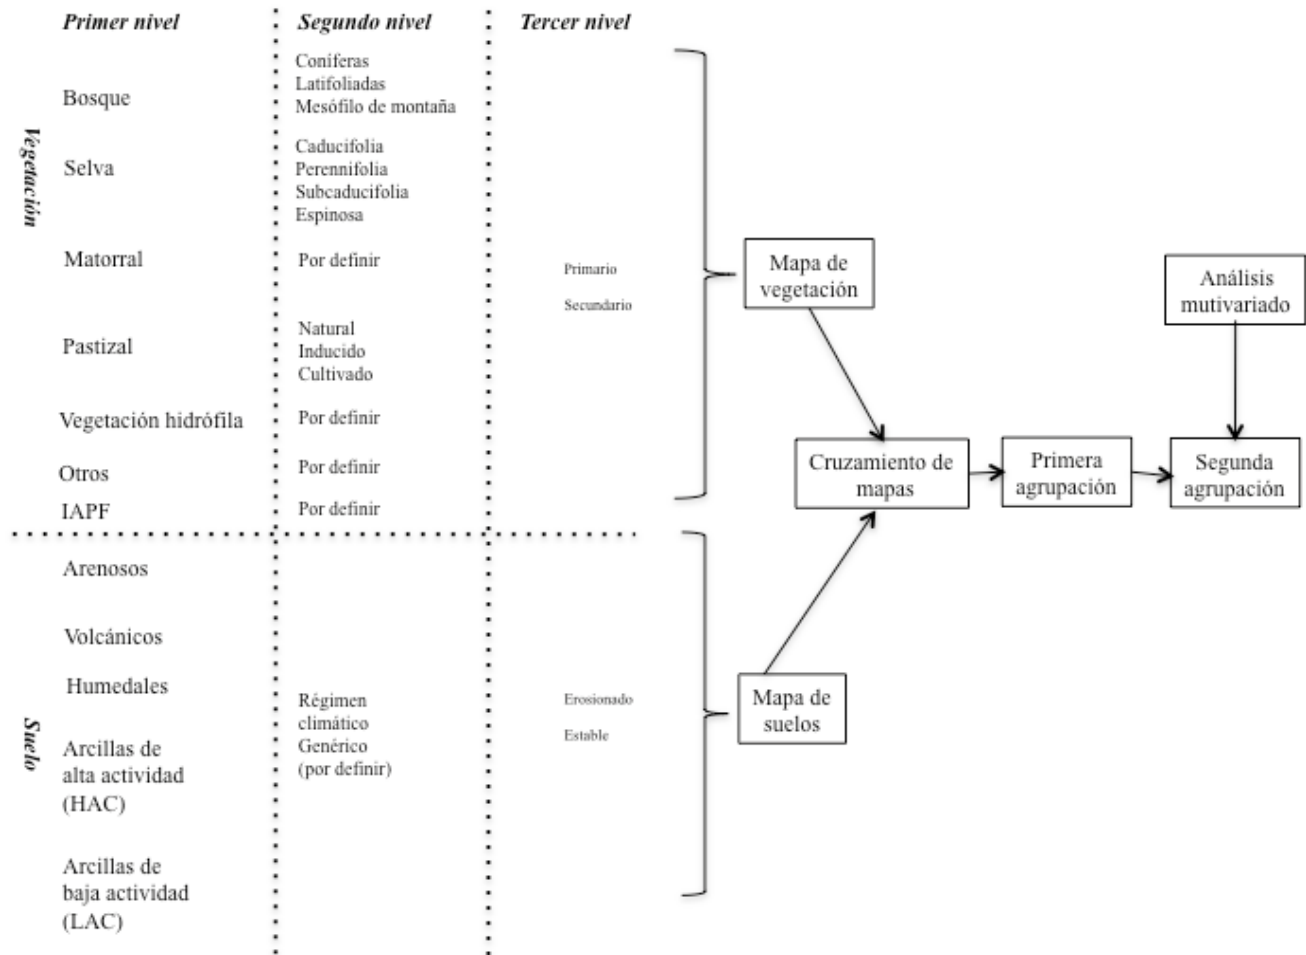 Primer nivel
Segundo nivel
Tercer nivel
Vegetación
Bosque
Coníferas
Latifoliadas
Mesófilo de montaña
Selva
Caducifolia
Perennifolia
Subcaducifolia
Espinosa
Matorral
Por definir
Pastizal
Natural
Inducido
Cultivado
Vegetación hidrófila
Por definir
Otros
Por definir
IAPF
Por definir
Primario
Secundario
Suelo
Arenosos
Volcánicos
Humedales
Arcillas de
alta actividad
(HAC)
Arcillas de
baja actividad
(LAC)
Régimen
climático
Genérico
(por definir)
Erosionado
Estable
Mapa de
vegetación
Mapa de
suelos
Cruzamiento de
mapas
Primera
agrupación
Análisis
mutivariado
Segunda
agrupación